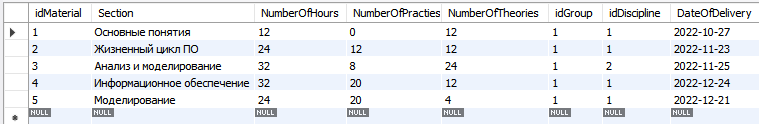 idMaterial Section NumberOfHours NumberOfPracties NumberOfTheories idGroup idDiscipline DateOfDelivery
1 Основные понятия 12 0 12 1 1 2022-10-27
2 Жизненный цикл ПО 24 12 12 1 1 2022-11-23
3 Анализ и моделирование 32 8 24 1 2 2022-11-25
4 Информационное обеспечение 32 20 12 1 1 2022-12-24
5 Моделирование 24 20 4 1 1 2022-12-21
NULL NULL NULL NULL NULL NULL NULL NULL